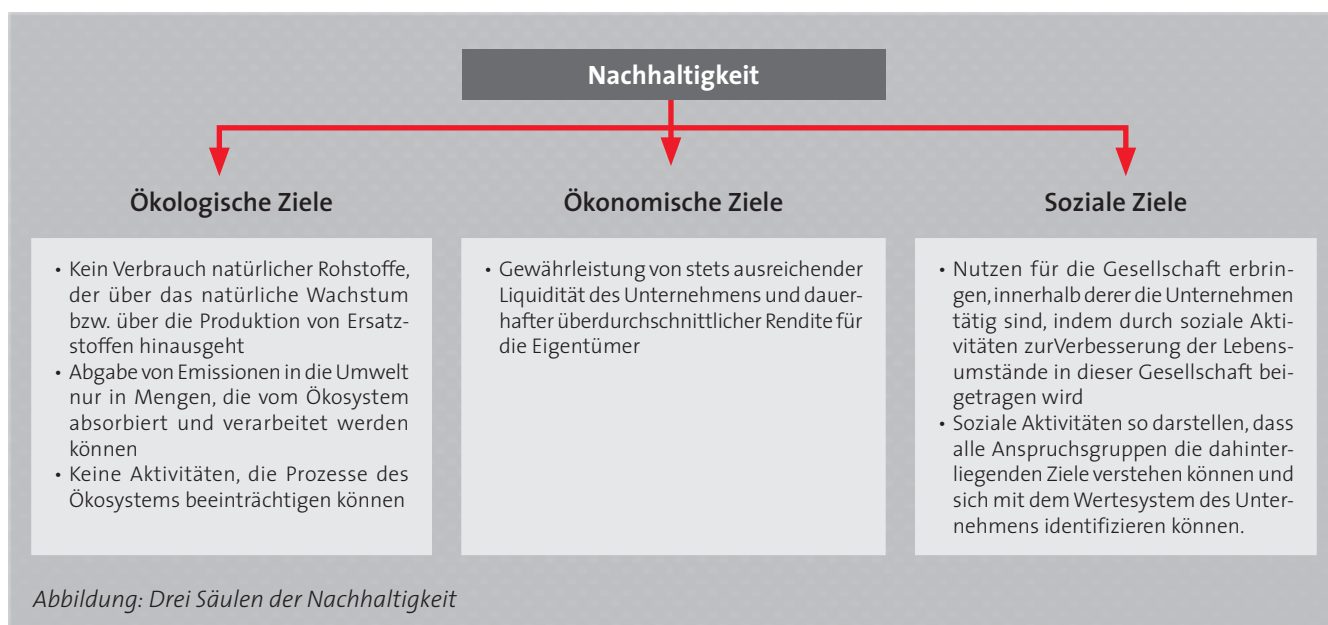 Nachhaltigkeit
Ökologische Ziele
• Kein Verbrauch natürlicher Rohstoffe,
der über das natürliche Wachstum
bzw. über die Produktion von Ersatz-
stoffen hinausgeht
• Abgabe von Emissionen in die Umwelt
nur in Mengen, die vom Ökosystem
absorbiert und verarbeitet werden
können
• Keine Aktivitäten, die Prozesse des
Ökosystems beeinträchtigen können
Ökonomische Ziele
• Gewährleistung von stets ausreichender
Liquidität des Unternehmens und dauer-
hafter überdurchschnittlicher Rendite für
die Eigentümer
Soziale Ziele
• Nutzen für die Gesellschaft erbrin-
gen, innerhalb derer die Unternehmen
tätig sind, indem durch soziale Akti-
vitäten zurVerbesserung der Lebens-
umstände in dieser Gesellschaft bei-
getragen wird
• Soziale Aktivitäten so darstellen, dass
alle Anspruchsgruppen die dahinter-
liegenden Ziele verstehen können und
sich mit dem Wertesystem des Unter-
nehmens identifizieren können.
Abbildung: Drei Säulen der Nachhaltigkeit